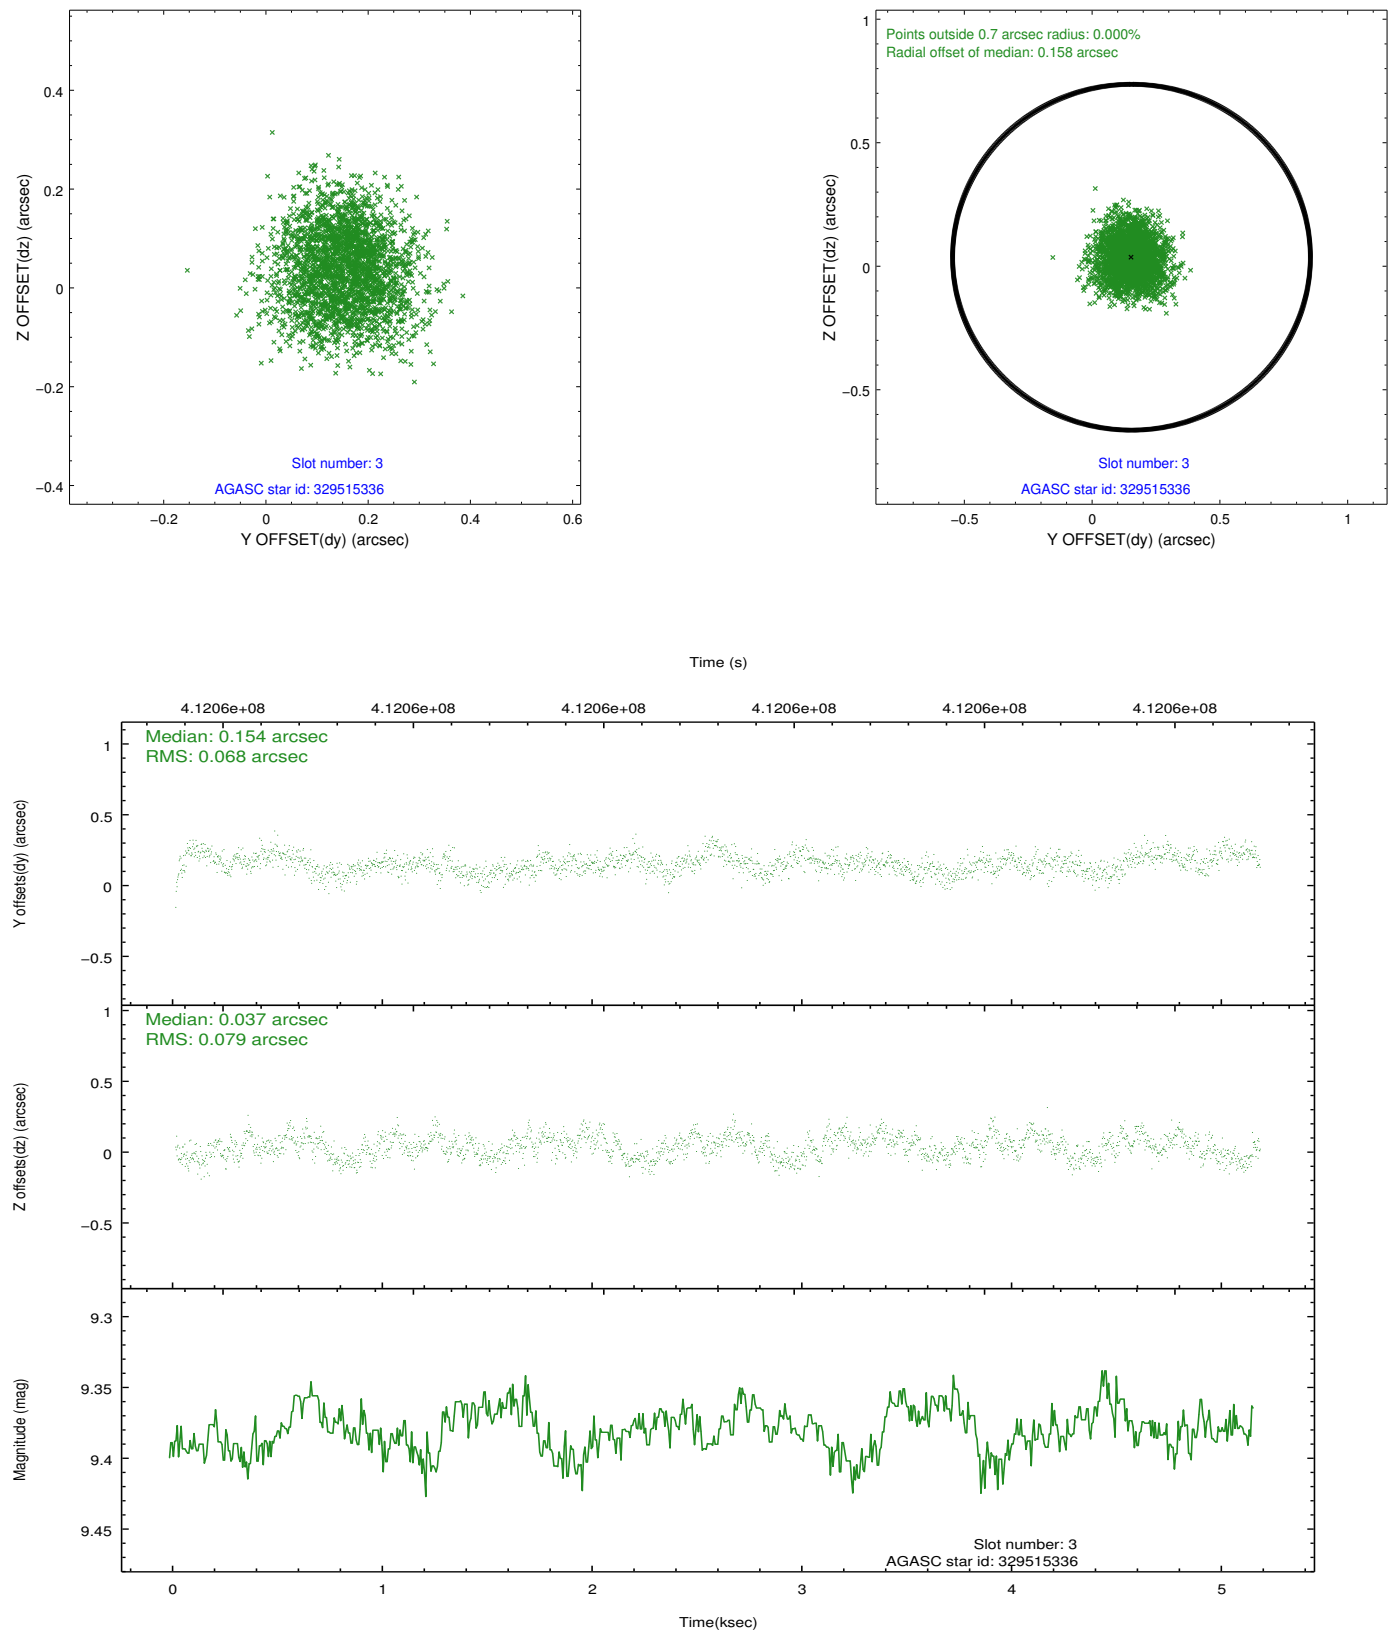 0.4
0.2
0
−0.2
−0.4
Z OFFSET(dz) (arcsec)
Slot number: 3
AGASC star id: 329515336
−0.2 0 0.2 0.4 0.6
Y OFFSET(dy) (arcsec)
Points outside 0.7 arcsec radius: 0.000%
Radial offset of median: 0.158 arcsec
1
0.5
0
−0.5
Z OFFSET(dz) (arcsec)
Slot number: 3
AGASC star id: 329515336
−0.5 0 0.5 1
Y OFFSET(dy) (arcsec)
Time (s)
4.1206e+08 4.1206e+08 4.1206e+08 4.1206e+08 4.1206e+08 4.1206e+08
Median: 0.154 arcsec
RMS: 0.068 arcsec
1
0.5
0
−0.5
Y offsets(dy) (arcsec)
Median: 0.037 arcsec
RMS: 0.079 arcsec
1
0.5
0
−0.5
Z offsets(dz) (arcsec)
9.3
9.35
9.4
9.45
Magnitude (mag)
Slot number: 3
AGASC star id: 329515336
0 1 2 3 4 5
Time(ksec)